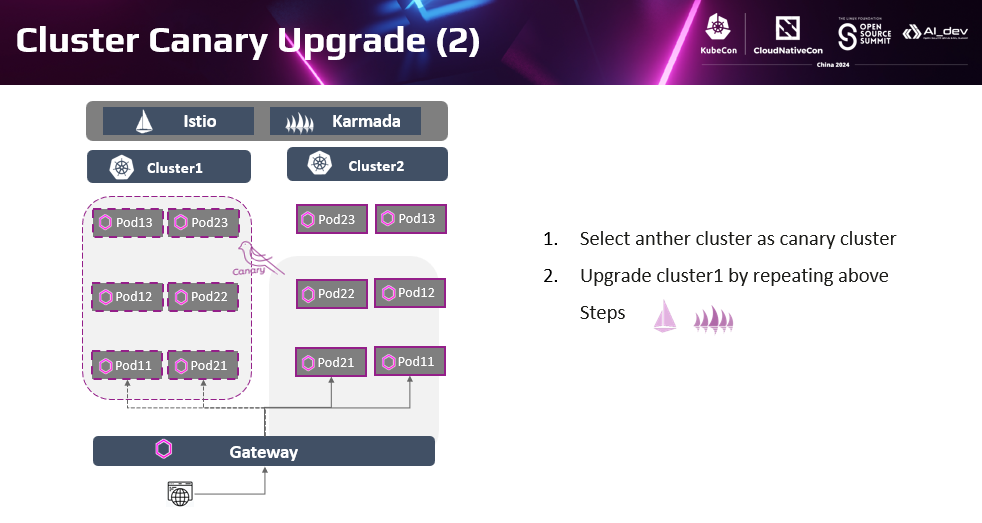 Cluster Canary Upgrade (2)
KubeCon
CloudNativeCon
THE LINUX FOUNDATION
OPEN
SOURCE
SUMMIT
AI_dev
China 2024
Istio
Karmada
Cluster1
Cluster2
Pod13
Pod23
Pod23
Pod13
Canary
Pod12
Pod22
Pod22
Pod12
Pod11
Pod21
Pod21
Pod11
Gateway
1. Select anther cluster as canary cluster
2. Upgrade cluster1 by repeating above
Steps